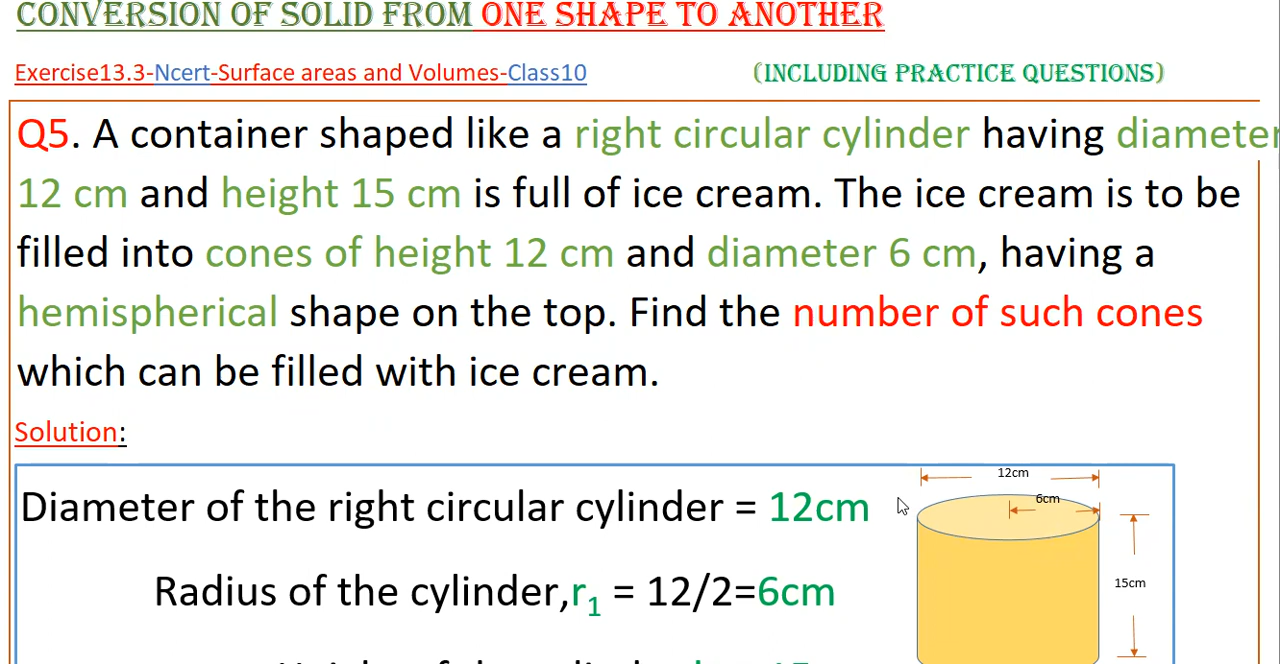 CONVERSION OF SOLID FROM ONE SHAPE TO ANOTHER
Exercise13.3-Ncert-Surface areas and Volumes-Class10 (INCLUDING PRACTICE QUESTIONS)
Q5. A container shaped like a right circular cylinder having diameter
12 cm and height 15 cm is full of ice cream. The ice cream is to be
filled into cones of height 12 cm and diameter 6 cm, having a
hemispherical shape on the top. Find the number of such cones
which can be filled with ice cream.
Solution:
12cm
Diameter of the right circular cylinder = 12cm
6cm
Radius of the cylinder,r₁ = 12/2=6cm
15cm